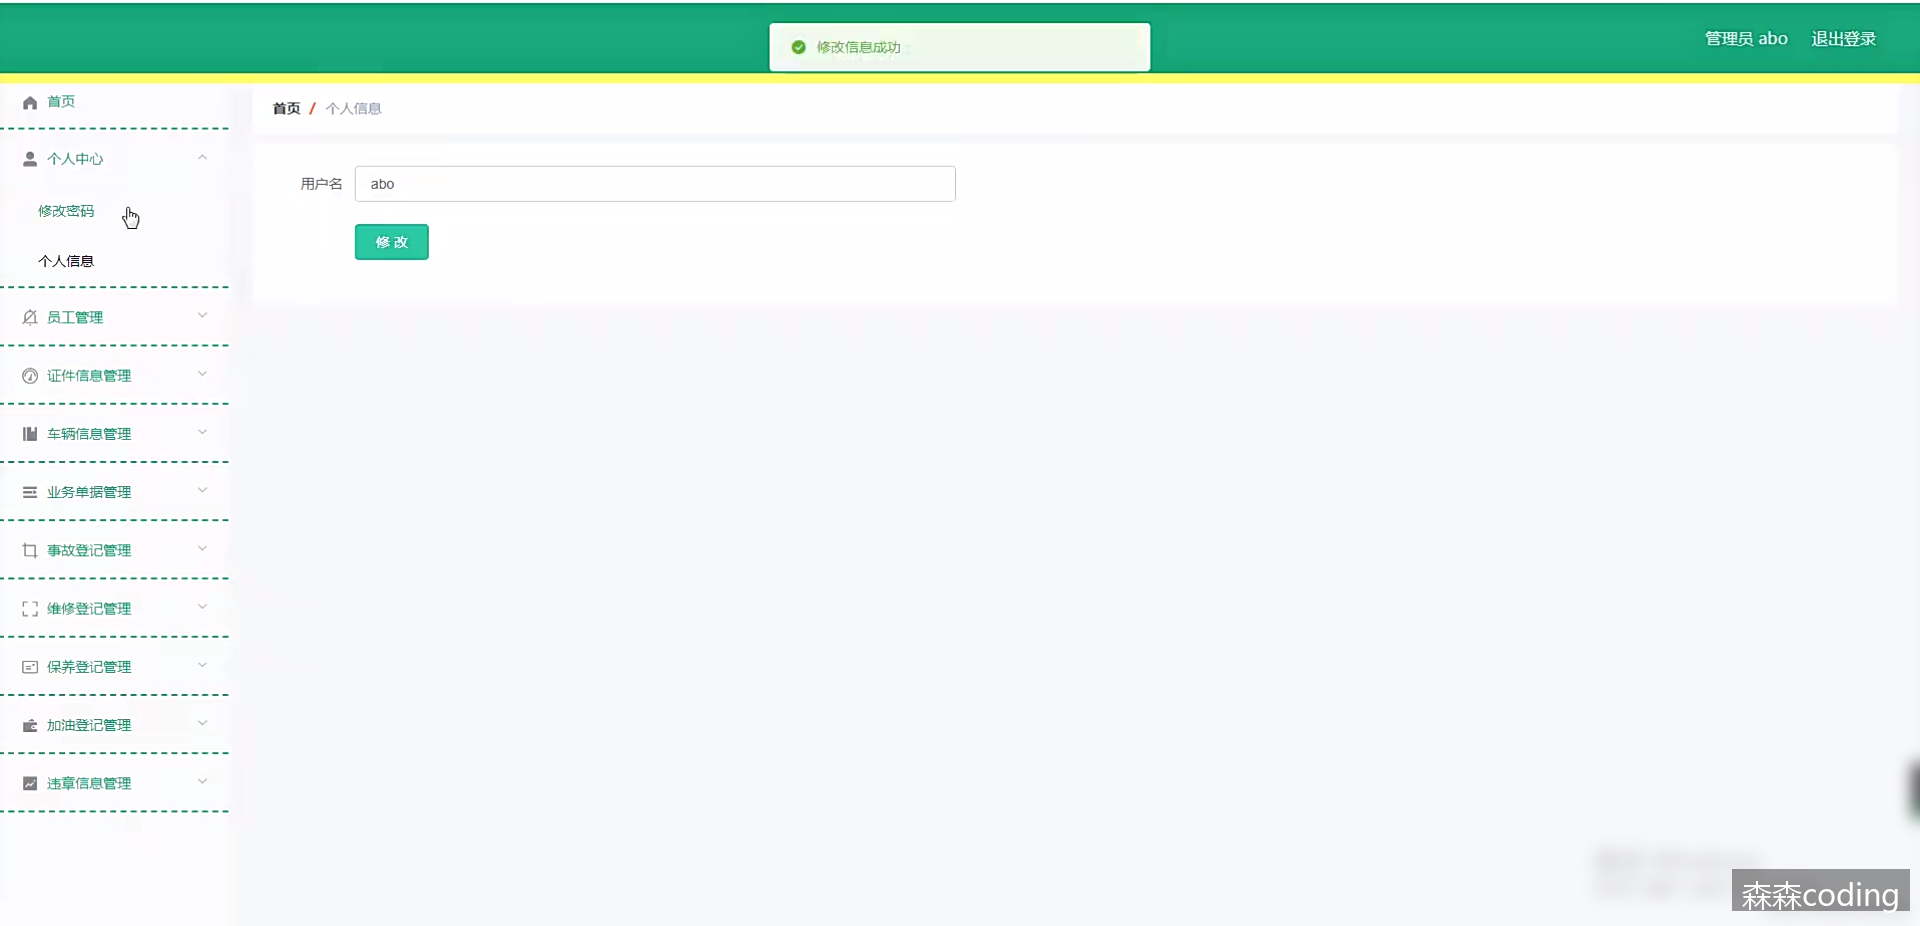 修改信息成功
管理员 abo 退出登录
首页
首页 / 个人信息
个人中心
用户名 abo
修改密码
修 改
个人信息
员工管理
证件信息管理
车辆信息管理
业务单据管理
事故登记管理
维修登记管理
保养登记管理
加油登记管理
违章信息管理
森森coding